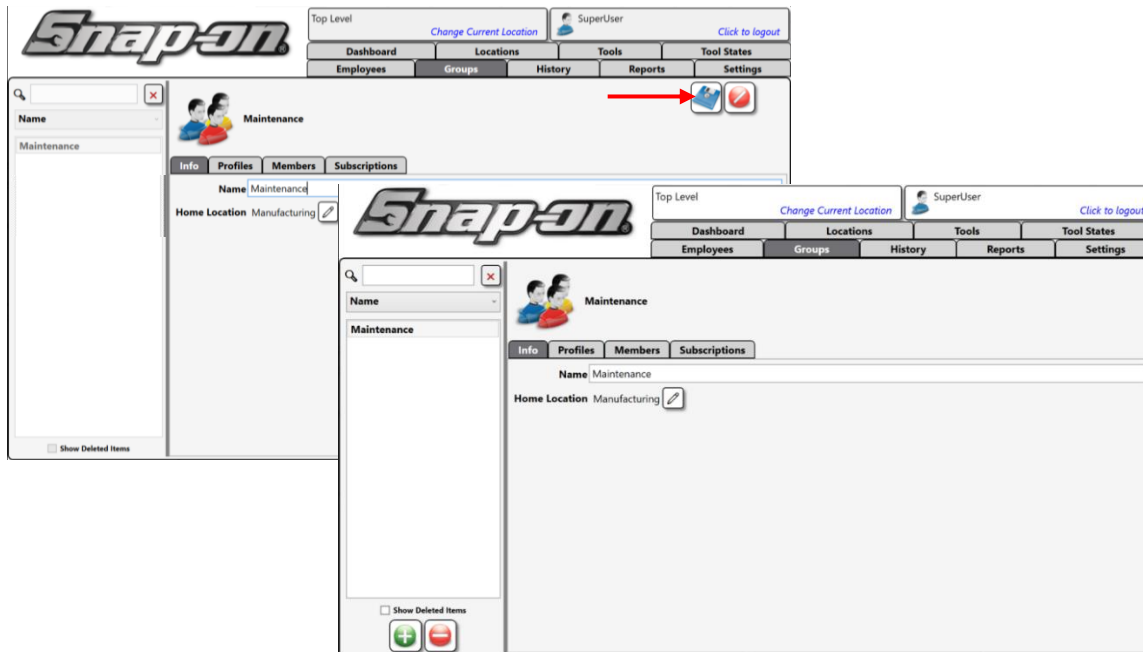 Snap-on
Top Level
Change Current Location
SuperUser
Click to logout
Dashboard Locations Tools Tool States
Employees Groups History Reports Settings
Name
Maintenance
Maintenance
Info Profiles Members Subscriptions
Name Maintenance
Home Location Manufacturing
Show Deleted Items
Snap-on
Top Level
Change Current Location
SuperUser
Click to logout
Dashboard Locations Tools Tool States
Employees Groups History Reports Settings
Name
Maintenance
Maintenance
Info Profiles Members Subscriptions
Name Maintenance
Home Location Manufacturing
Show Deleted Items